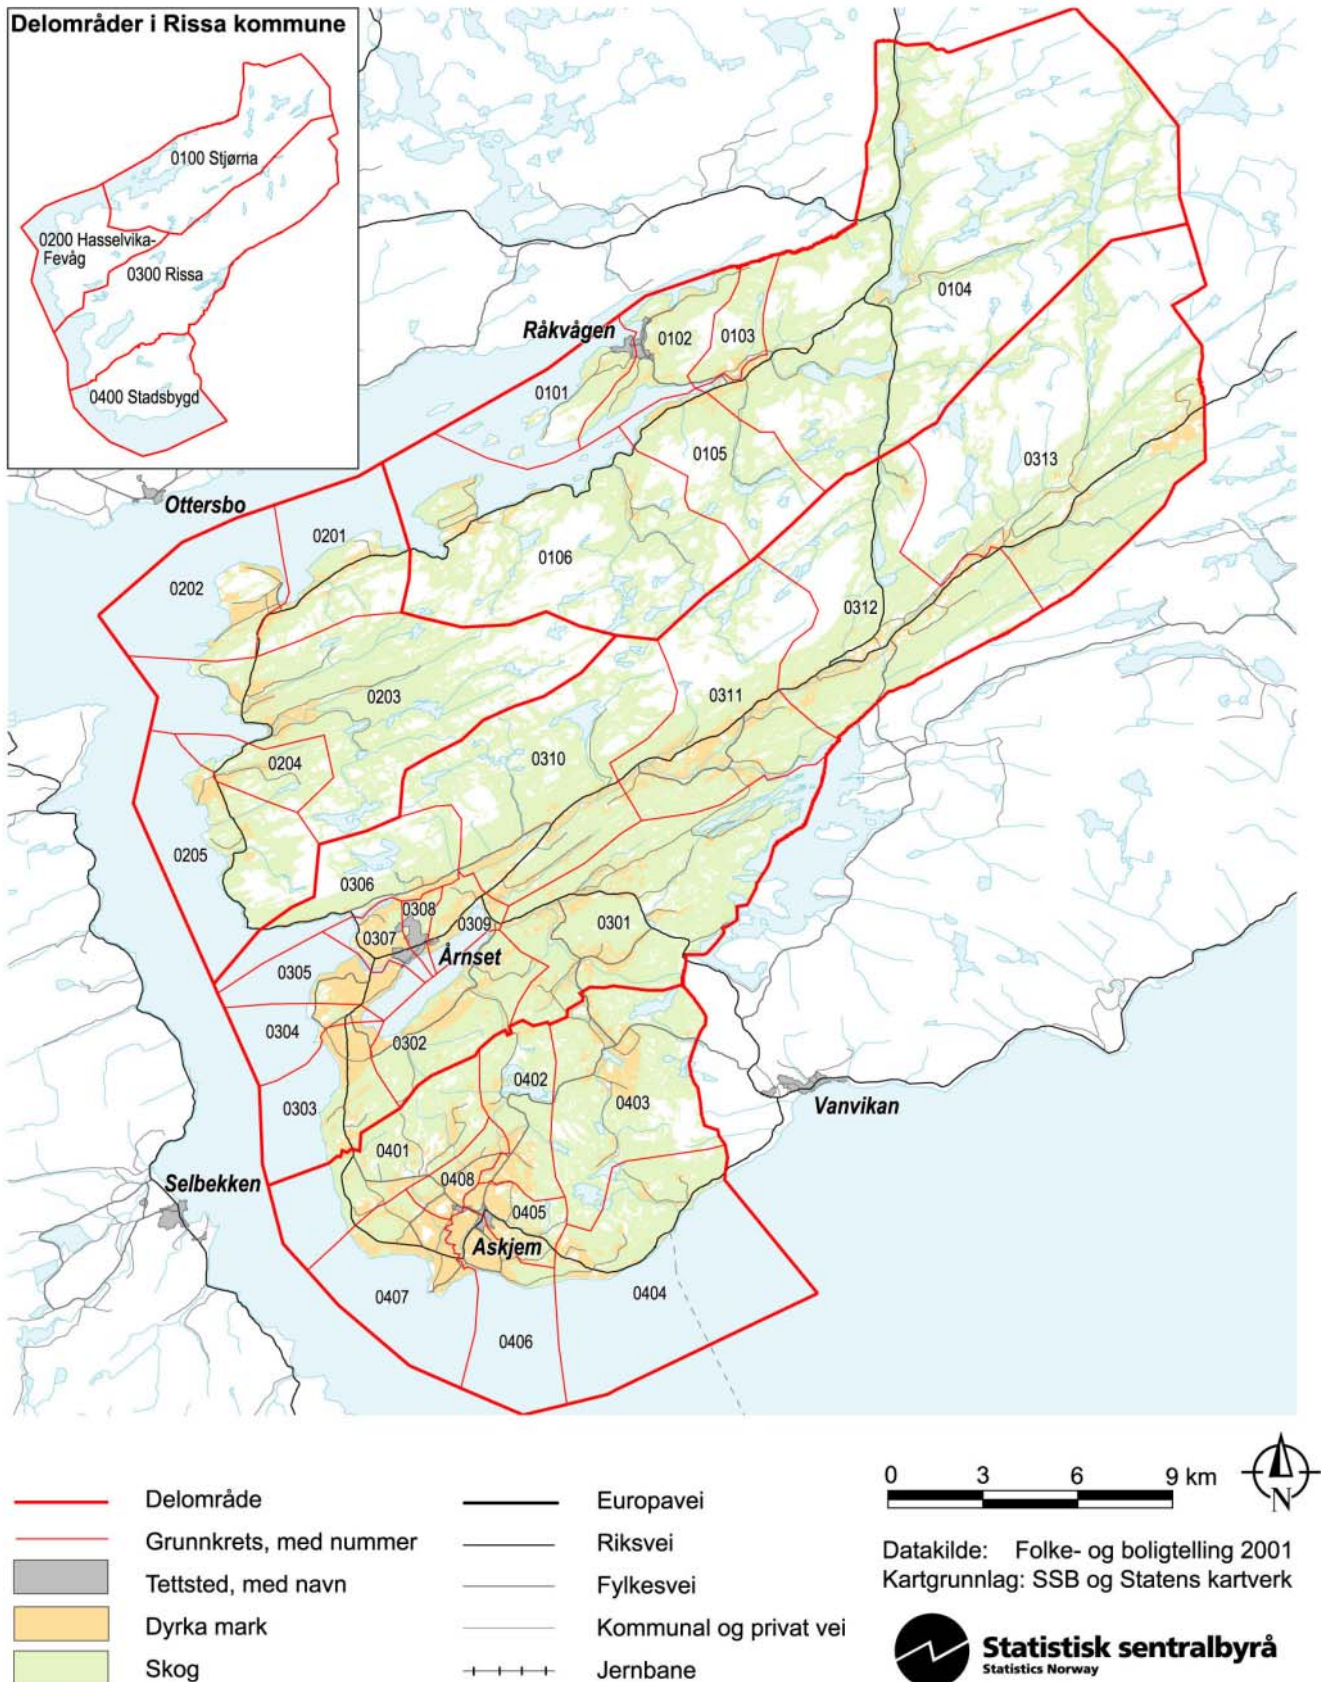 Delområder i Rissa kommune
0100 Stjørna
0200 Hasselvika-
Fevåg
0300 Rissa
0400 Stadsbygd
0104
Råkvågen
0102
0103
0101
0105
0313
Ottersbo
0201
0106
0202
0312
0203
0311
0310
0204
0205
0306
0308
0309
0301
0307
Årnset
0305
0304
0302
0402
0403
0303
Vanvikan
0401
0408
Selbekken
0405
Askjem
0407
0404
0406
Delområde
Grunnkrets, med nummer
Tettsted, med navn
Dyrka mark
Skog
Europavei
Riksvei
Fylkesvei
Kommunal og privat vei
Jernbane
0 3 6 9 km
N
Datakilde: Folke- og boligtelling 2001
Kartgrunnlag: SSB og Statens kartverk
Statistisk sentralbyrå
Statistics Norway